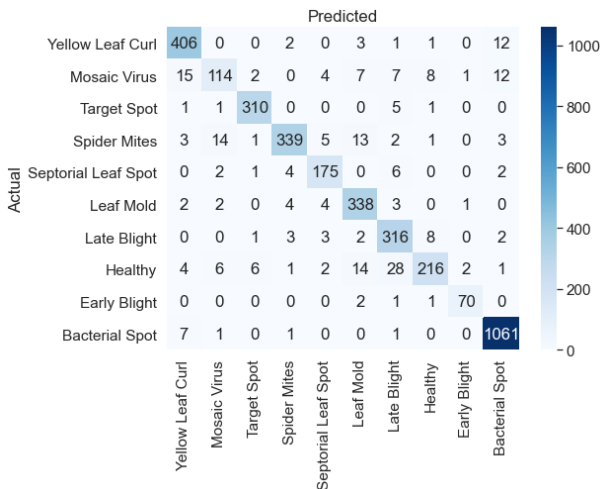 Predicted
Yellow Leaf Curl 406 0 0 2 0 3 1 1 0 12
Mosaic Virus 15 114 2 0 4 7 7 8 1 12
Target Spot 1 1 310 0 0 0 5 1 0 0
Spider Mites 3 14 1 339 5 13 2 1 0 3
Septorial Leaf Spot 0 2 1 4 175 0 6 0 0 2
Leaf Mold 2 2 0 4 4 338 3 0 1 0
Late Blight 0 0 1 3 3 2 316 8 0 2
Healthy 4 6 6 1 2 14 28 216 2 1
Early Blight 0 0 0 0 0 2 1 1 70 0
Bacterial Spot 7 1 0 1 0 0 1 0 0 1061
Actual
Yellow Leaf Curl
Mosaic Virus
Target Spot
Spider Mites
Septorial Leaf Spot
Leaf Mold
Late Blight
Healthy
Early Blight
Bacterial Spot
1000
800
600
400
200
0